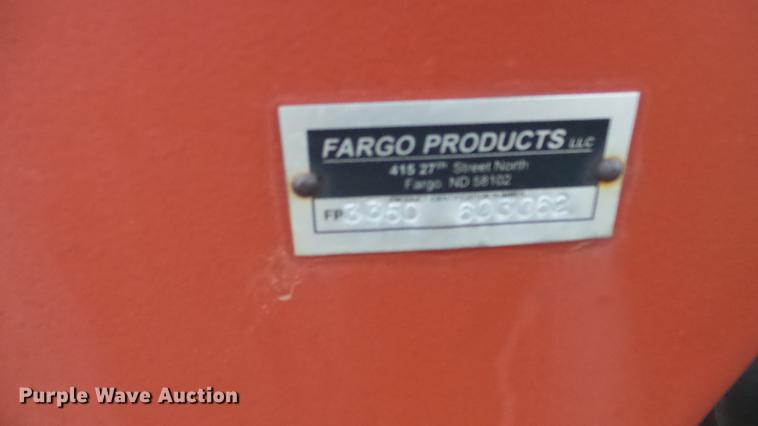 FARGO PRODUCTS LLC
415 27th Street North
Fargo ND 58102
FP 3350 603062
Purple Wave Auction